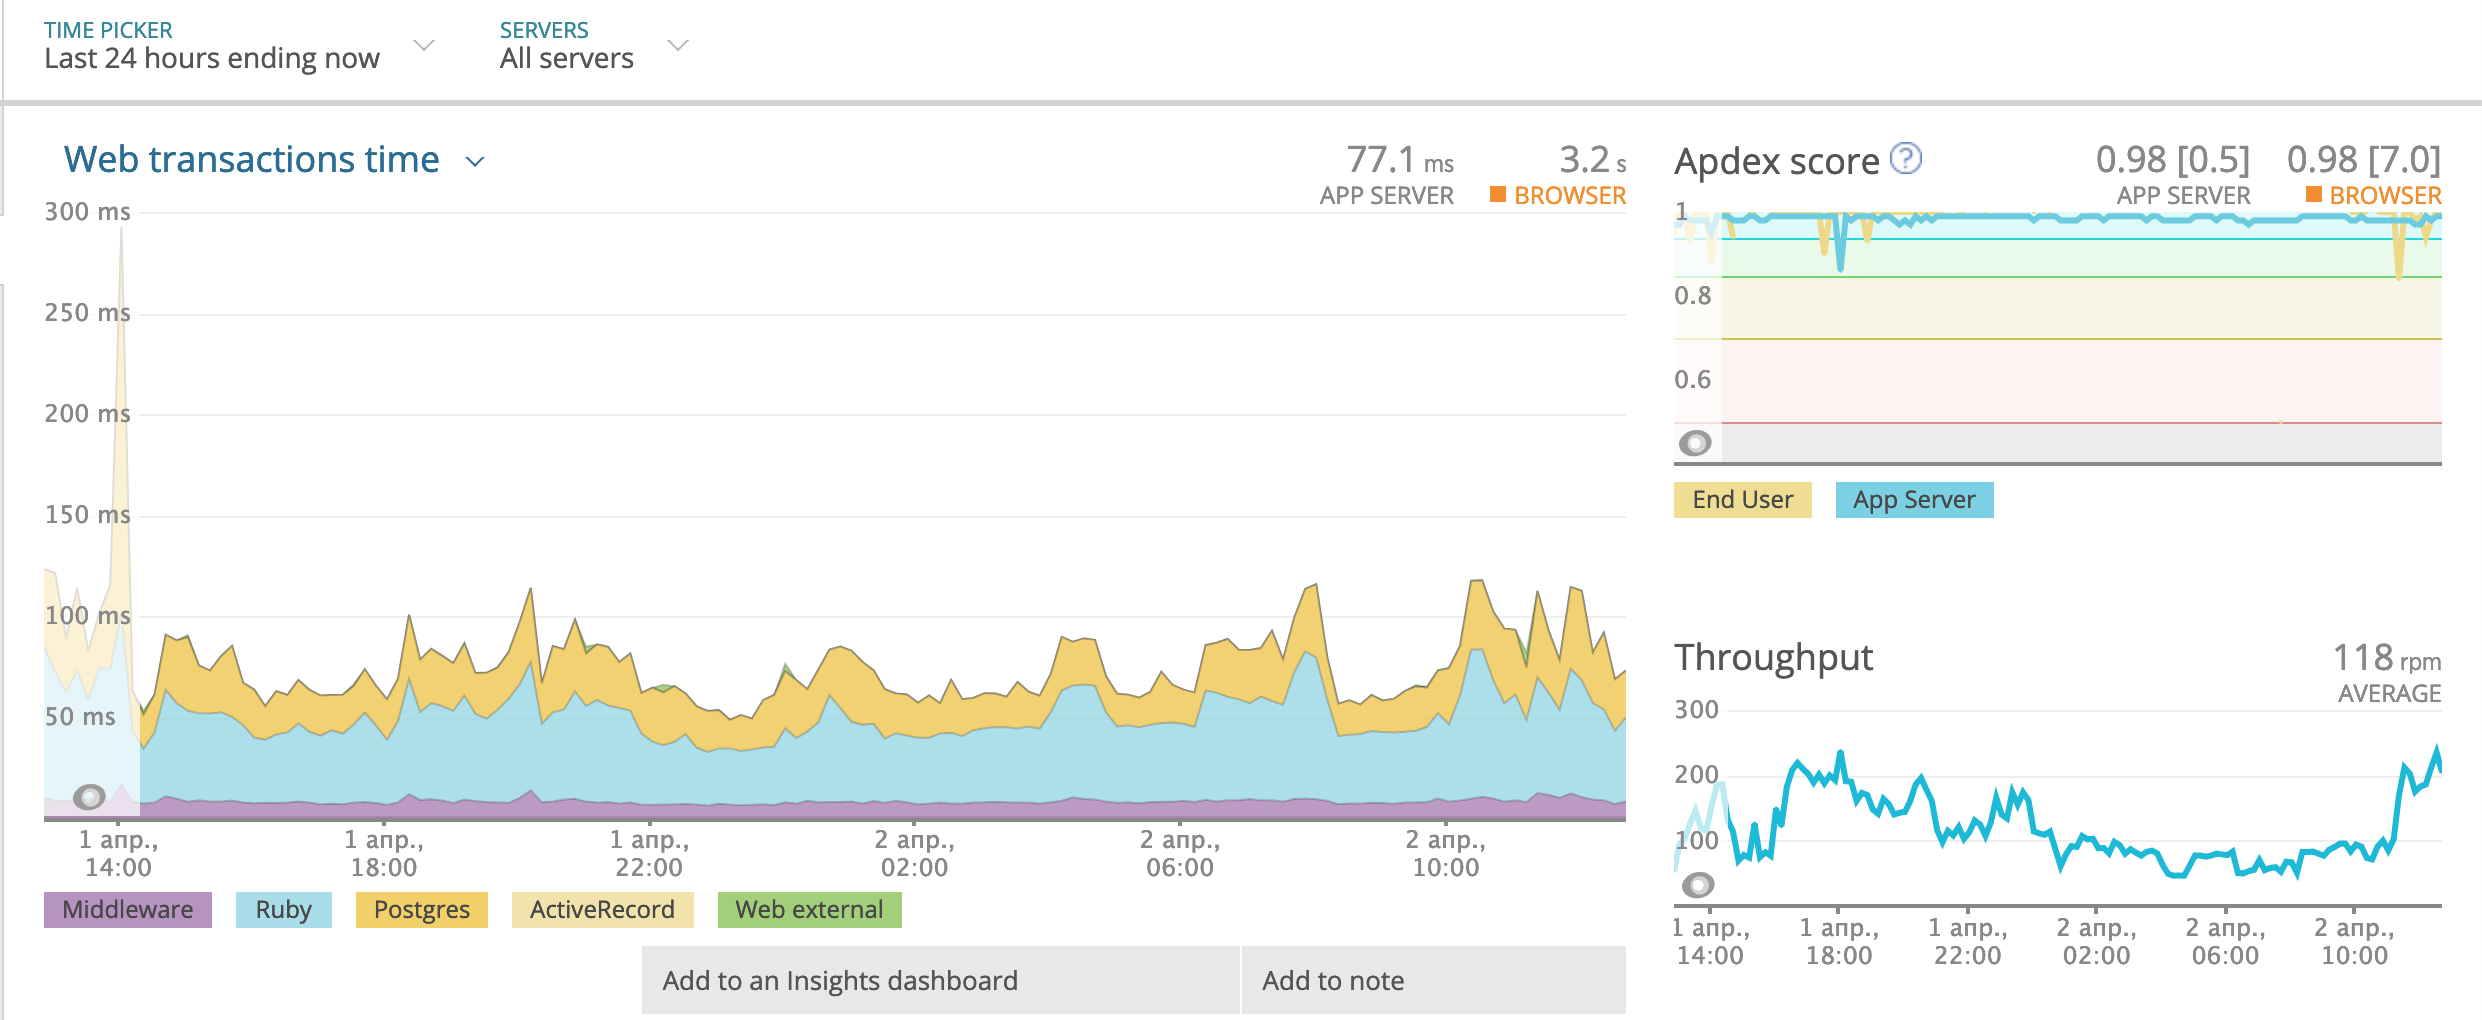 TIME PICKER
Last 24 hours ending now
SERVERS
All servers
Web transactions time
77.1 ms
APP SERVER
3.2 s
BROWSER
300 ms
250 ms
200 ms
150 ms
100 ms
50 ms
1 апр., 14:00
1 апр., 18:00
1 апр., 22:00
2 апр., 02:00
2 апр., 06:00
2 апр., 10:00
Middleware
Ruby
Postgres
ActiveRecord
Web external
Add to an Insights dashboard
Add to note
Apdex score ?
0.98 [0.5]
APP SERVER
0.98 [7.0]
BROWSER
1
0.8
0.6
End User
App Server
Throughput
118 rpm
AVERAGE
300
200
100
1 апр., 14:00
1 апр., 18:00
1 апр., 22:00
2 апр., 02:00
2 апр., 06:00
2 апр., 10:00